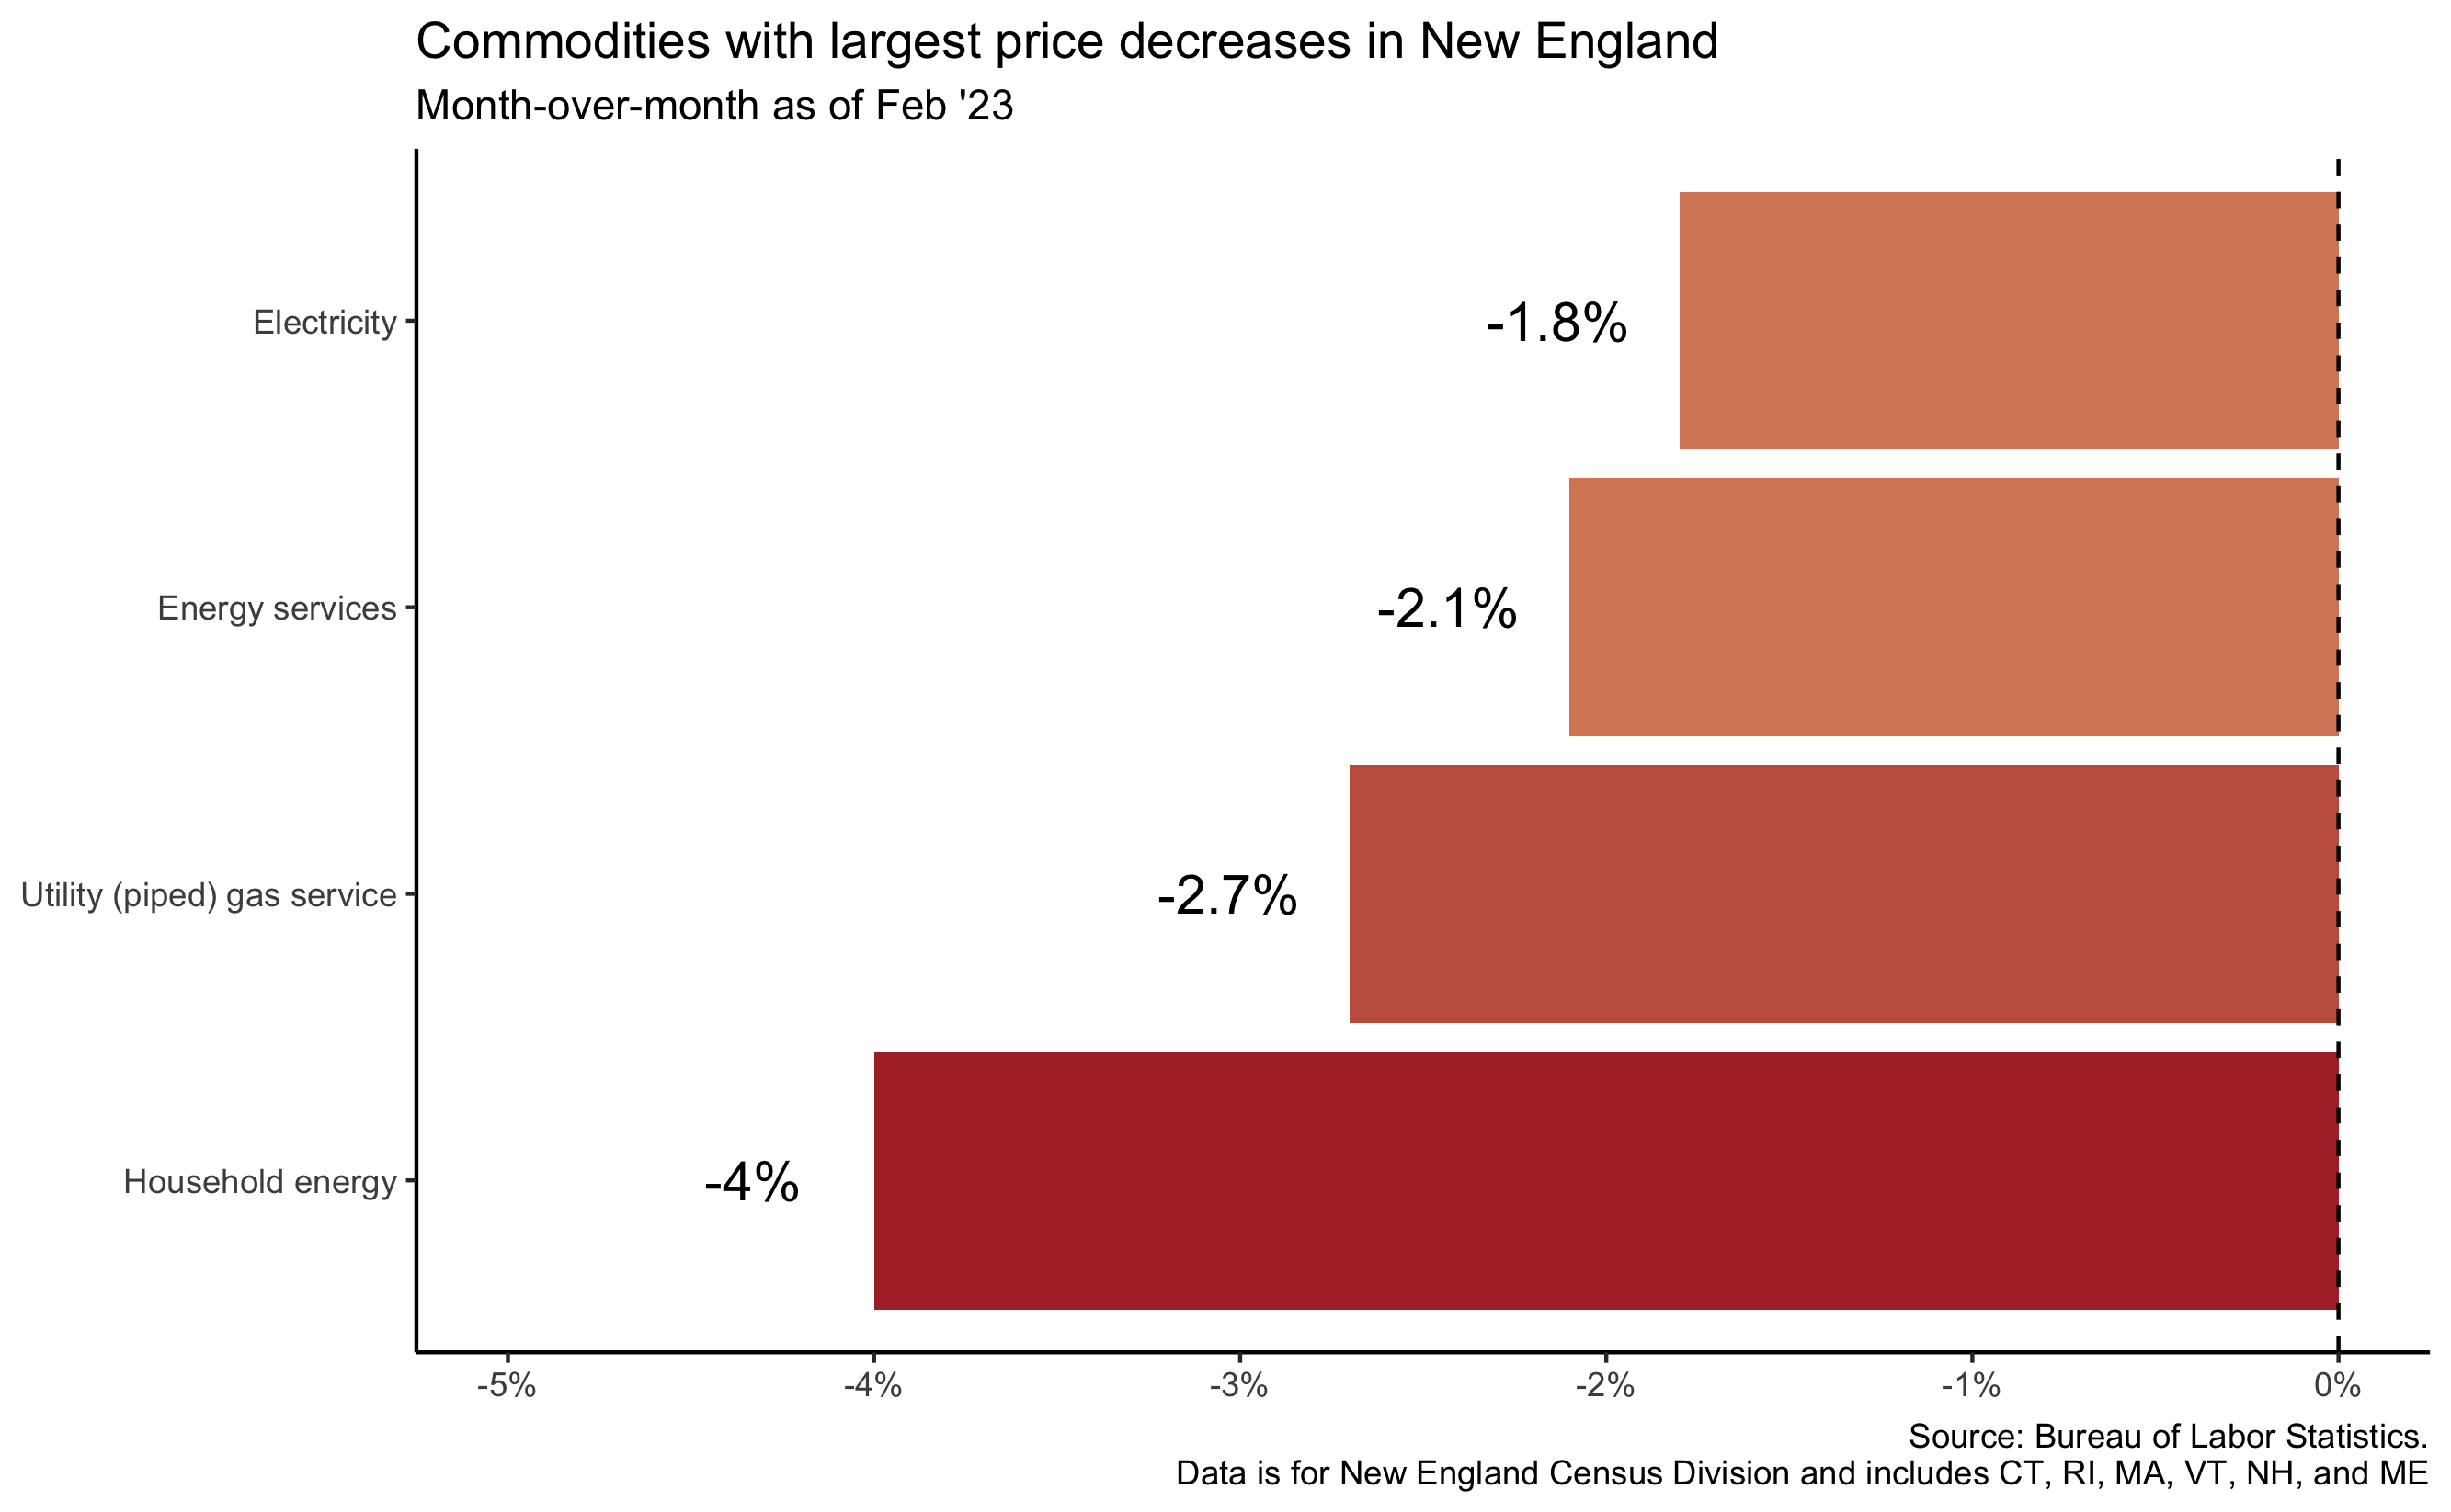 Commodities with largest price decreases in New England
Month-over-month as of Feb '23
Electricity
-1.8%
Energy services
-2.1%
Utility (piped) gas service
-2.7%
Household energy
-4%
-5%
-4%
-3%
-2%
-1%
0%
Source: Bureau of Labor Statistics.
Data is for New England Census Division and includes CT, RI, MA, VT, NH, and ME